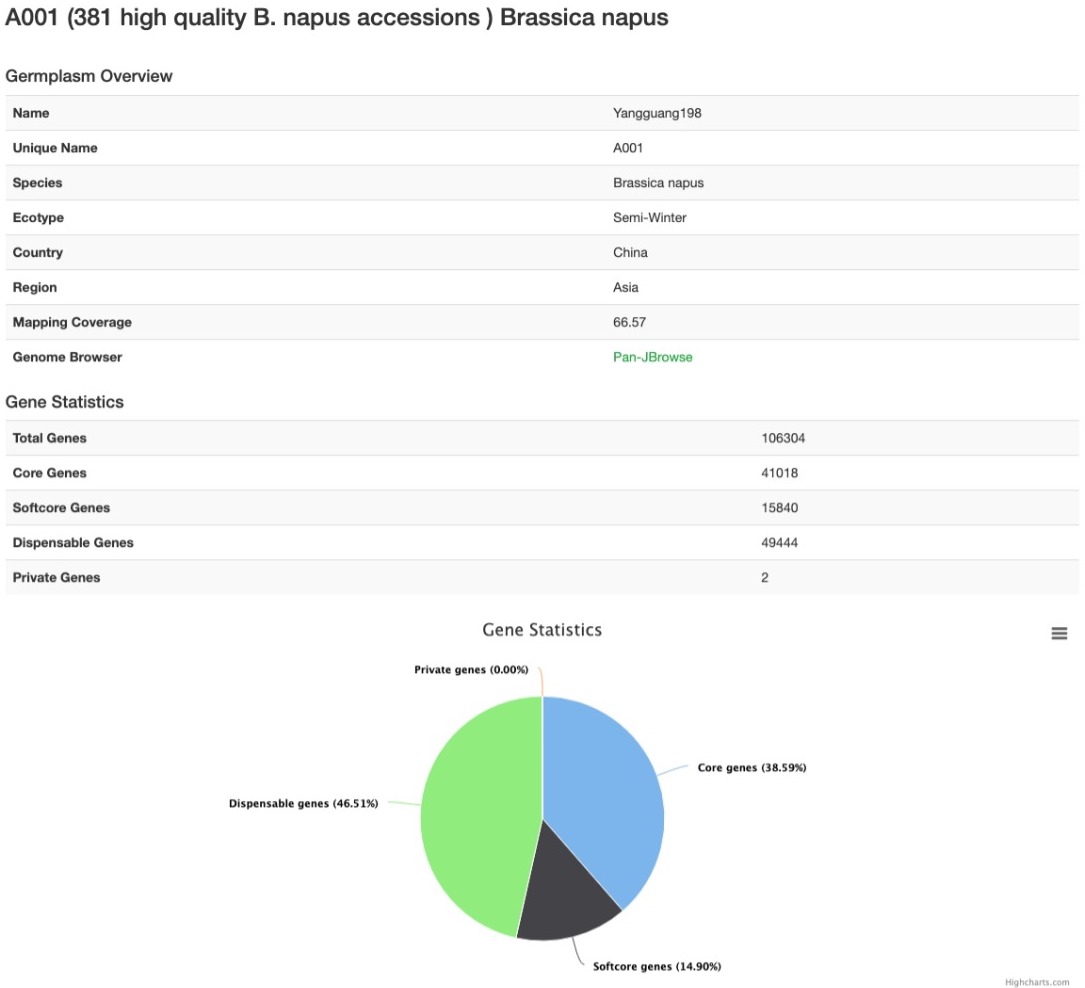 A001 (381 high quality B. napus accessions ) Brassica napus
Germplasm Overview
Name Yangguang198
Unique Name A001
Species Brassica napus
Ecotype Semi-Winter
Country China
Region Asia
Mapping Coverage 66.57
Genome Browser Pan-JBrowse
Gene Statistics
Total Genes 106304
Core Genes 41018
Softcore Genes 15840
Dispensable Genes 49444
Private Genes 2
Gene Statistics
Private genes (0.00%)
Core genes (38.59%)
Dispensable genes (46.51%)
Softcore genes (14.90%)
Highcharts.com